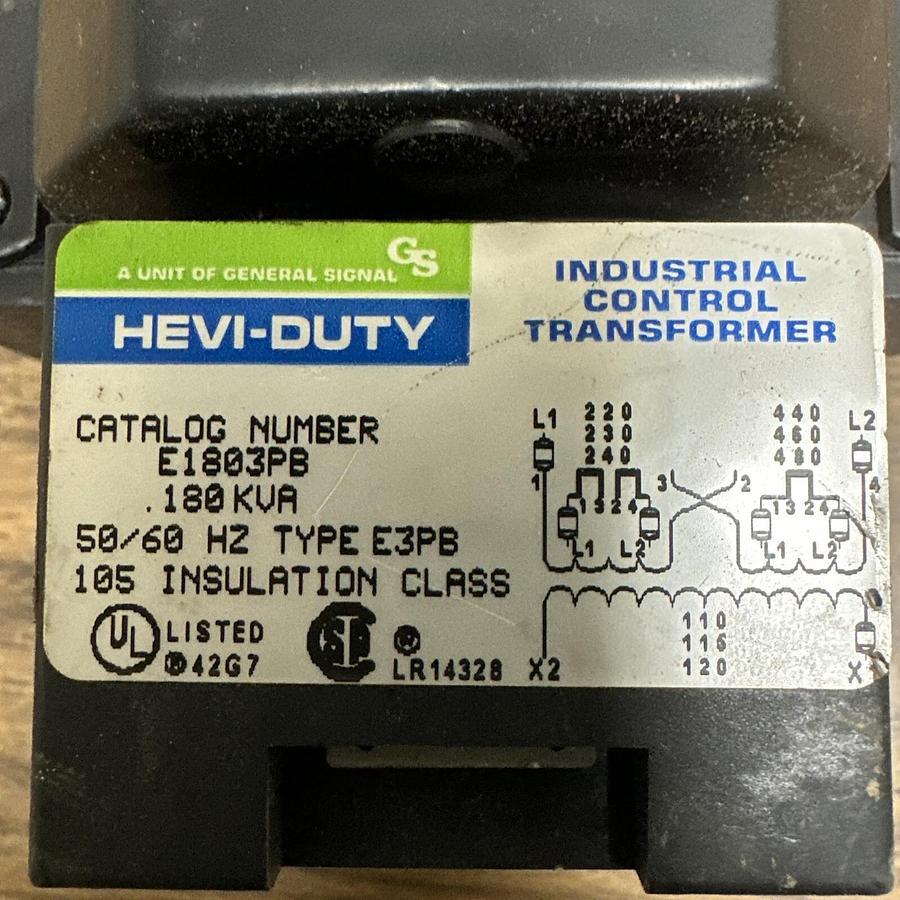 GS
A UNIT OF GENERAL SIGNAL
HEVI-DUTY
INDUSTRIAL
CONTROL
TRANSFORMER
CATALOG NUMBER
E1803PB
.180 KVA
50/60 HZ TYPE E3PB
105 INSULATION CLASS
UL LISTED
®42G7
SP ®
LR14328
L1 220 440 L2
230 460
240 480
1 3 2 4
1 3 2 4 1 3 2 4
L1 L2 L1 L2
110
115
X2 120 X